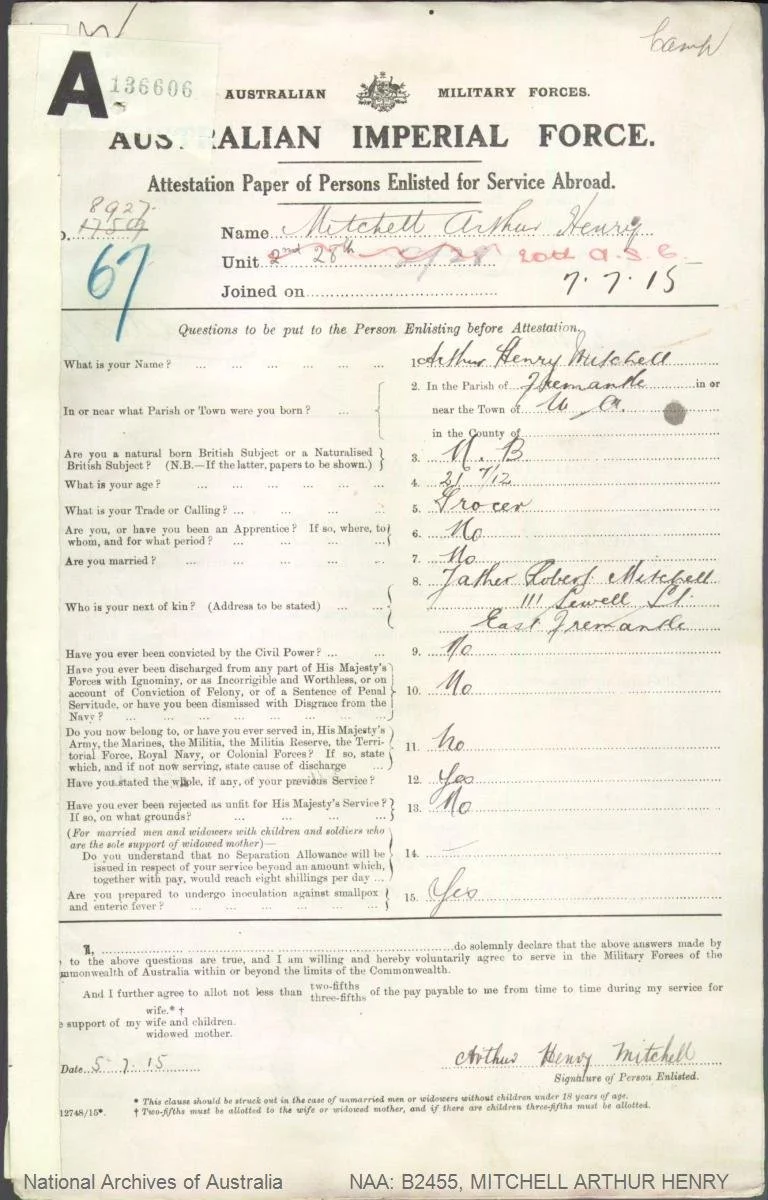 Camp
A 136606
AUSTRALIAN MILITARY FORCES.
AUSTRALIAN IMPERIAL FORCE.
Attestation Paper of Persons Enlisted for Service Abroad.
8927
1759
67
Name Mitchell Arthur Henry
Unit 2nd 28th 20th A.S.C.
Joined on 7.7.15
Questions to be put to the Person Enlisting before Attestation.
What is your Name? ... 1. Arthur Henry Mitchell
2. In the Parish of Fremantle in or
In or near what Parish or Town were you born? ... near the Town of W. A.
in the County of
Are you a natural born British Subject or a Naturalised
British Subject? (N.B.—If the latter, papers to be shown.) 3. N. B
What is your age? ... 4. 21 7/12
What is your Trade or Calling? ... 5. Grocer
Are you, or have you been an Apprentice? If so, where, to
whom, and for what period? ... 6. No
Are you married? ... 7. No
8. Father Robert Mitchell
Who is your next of kin? (Address to be stated) ... 111 Sewell St
East Fremantle
Have you ever been convicted by the Civil Power? ... 9. No
Have you ever been discharged from any part of His Majesty's
Forces with Ignominy, or as Incorrigible and Worthless, or on
account of Conviction of Felony, or of a Sentence of Penal
Servitude, or have you been dismissed with Disgrace from the
Navy? ... 10. No
Do you now belong to, or have you ever served in, His Majesty's
Army, the Marines, the Militia, the Militia Reserve, the Terri-
torial Force, Royal Navy, or Colonial Forces? If so, state
which, and if not now serving, state cause of discharge ... 11. No
Have you stated the whole, if any, of your previous Service? 12. Yes
Have you ever been rejected as unfit for His Majesty's Service?
If so, on what grounds? ... 13. No
(For married men and widowers with children and soldiers who
are the sole support of widowed mother)—
Do you understand that no Separation Allowance will be
issued in respect of your service beyond an amount which,
together with pay, would reach eight shillings per day ... 14. —
Are you prepared to undergo inoculation against smallpox
and enteric fever? ... 15. Yes
I, do solemnly declare that the above answers made by
to the above questions are true, and I am willing and hereby voluntarily agree to serve in the Military Forces of the
mmonwealth of Australia within or beyond the limits of the Commonwealth.
And I further agree to allot not less than two-fifths three-fifths of the pay payable to me from time to time during my service for
wife.* †
e support of my wife and children.
widowed mother.
Date 5.7.15
Arthur Henry Mitchell
Signature of Person Enlisted.
* This clause should be struck out in the case of unmarried men or widowers without children under 18 years of age.
12748/15*. † Two-fifths must be allotted to the wife or widowed mother, and if there are children three-fifths must be allotted.
National Archives of Australia NAA: B2455, MITCHELL ARTHUR HENRY